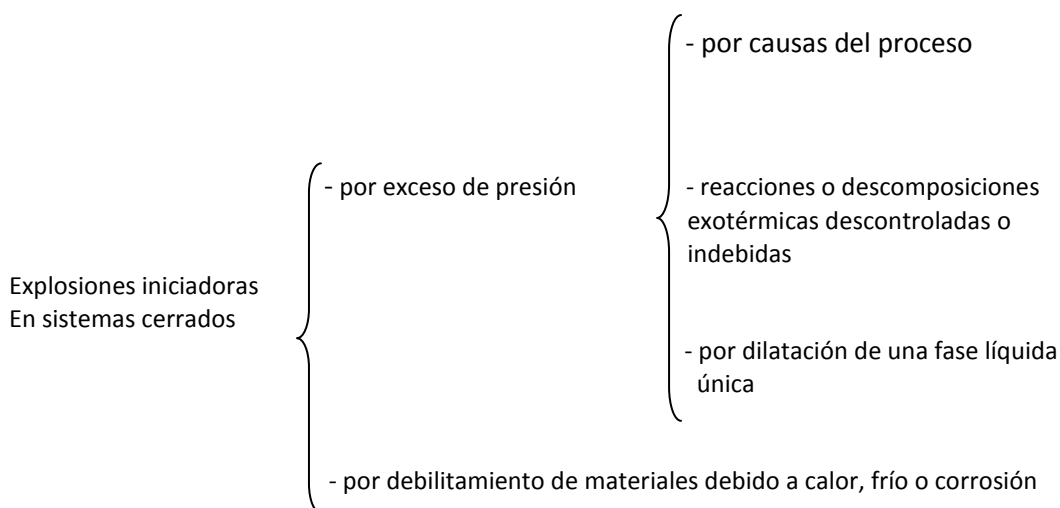 Explosiones iniciadoras
En sistemas cerrados
- por exceso de presión
- por causas del proceso
- reacciones o descomposiciones
exotérmicas descontroladas o
indebidas
- por dilatación de una fase líquida
única
- por debilitamiento de materiales debido a calor, frío o corrosión